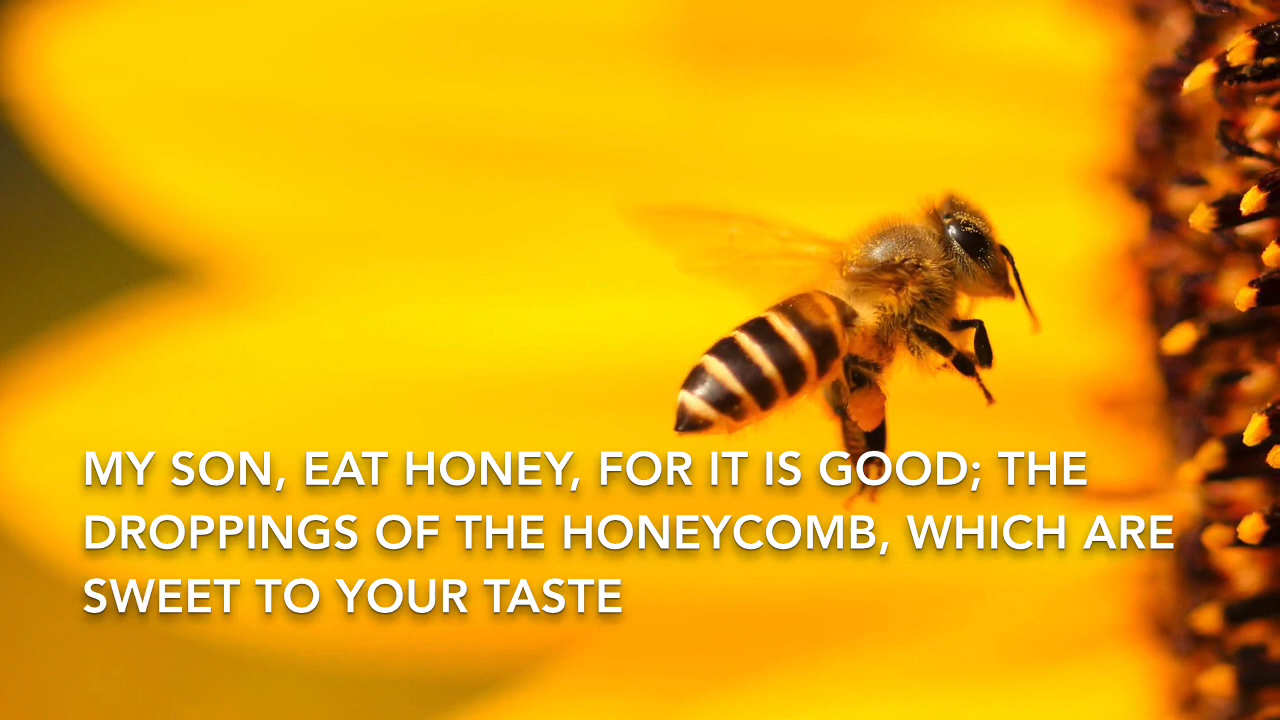 MY SON, EAT HONEY, FOR IT IS GOOD; THE
DROPPINGS OF THE HONEYCOMB, WHICH ARE
SWEET TO YOUR TASTE